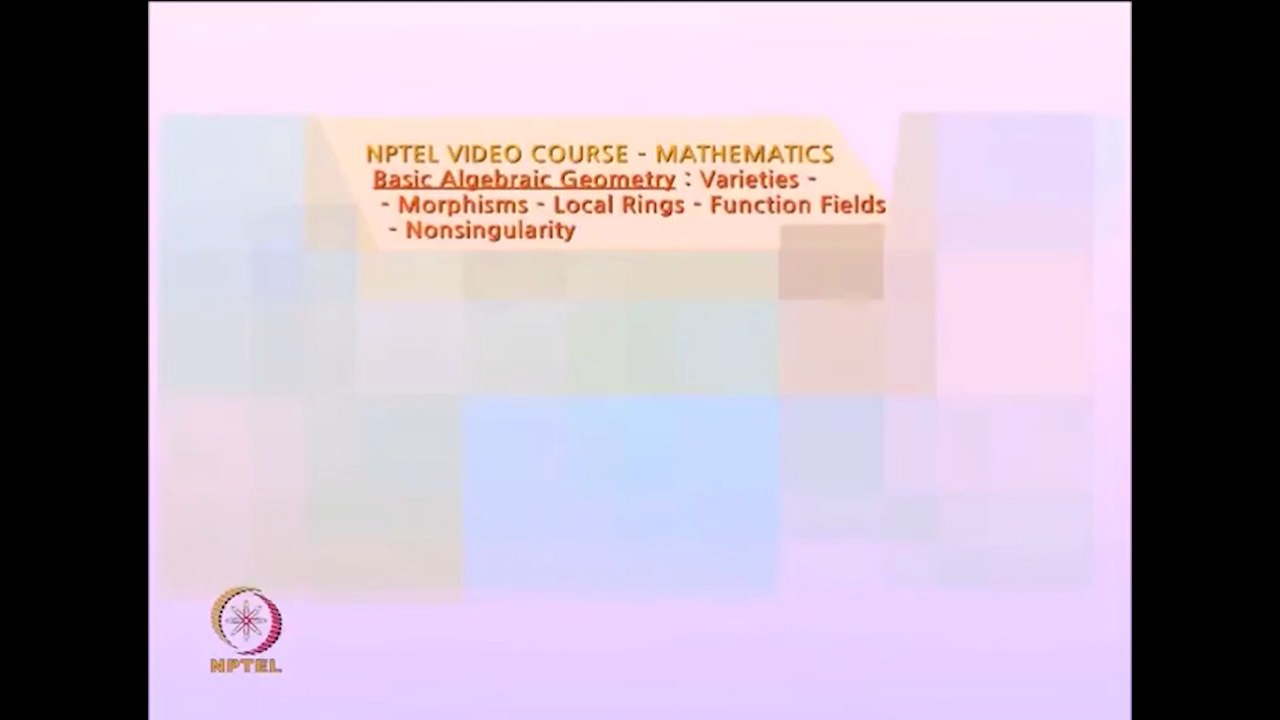 NPTEL VIDEO COURSE - MATHEMATICS
Basic Algebraic Geometry : Varieties -
- Morphisms - Local Rings - Function Fields
- Nonsingularity
NPTEL